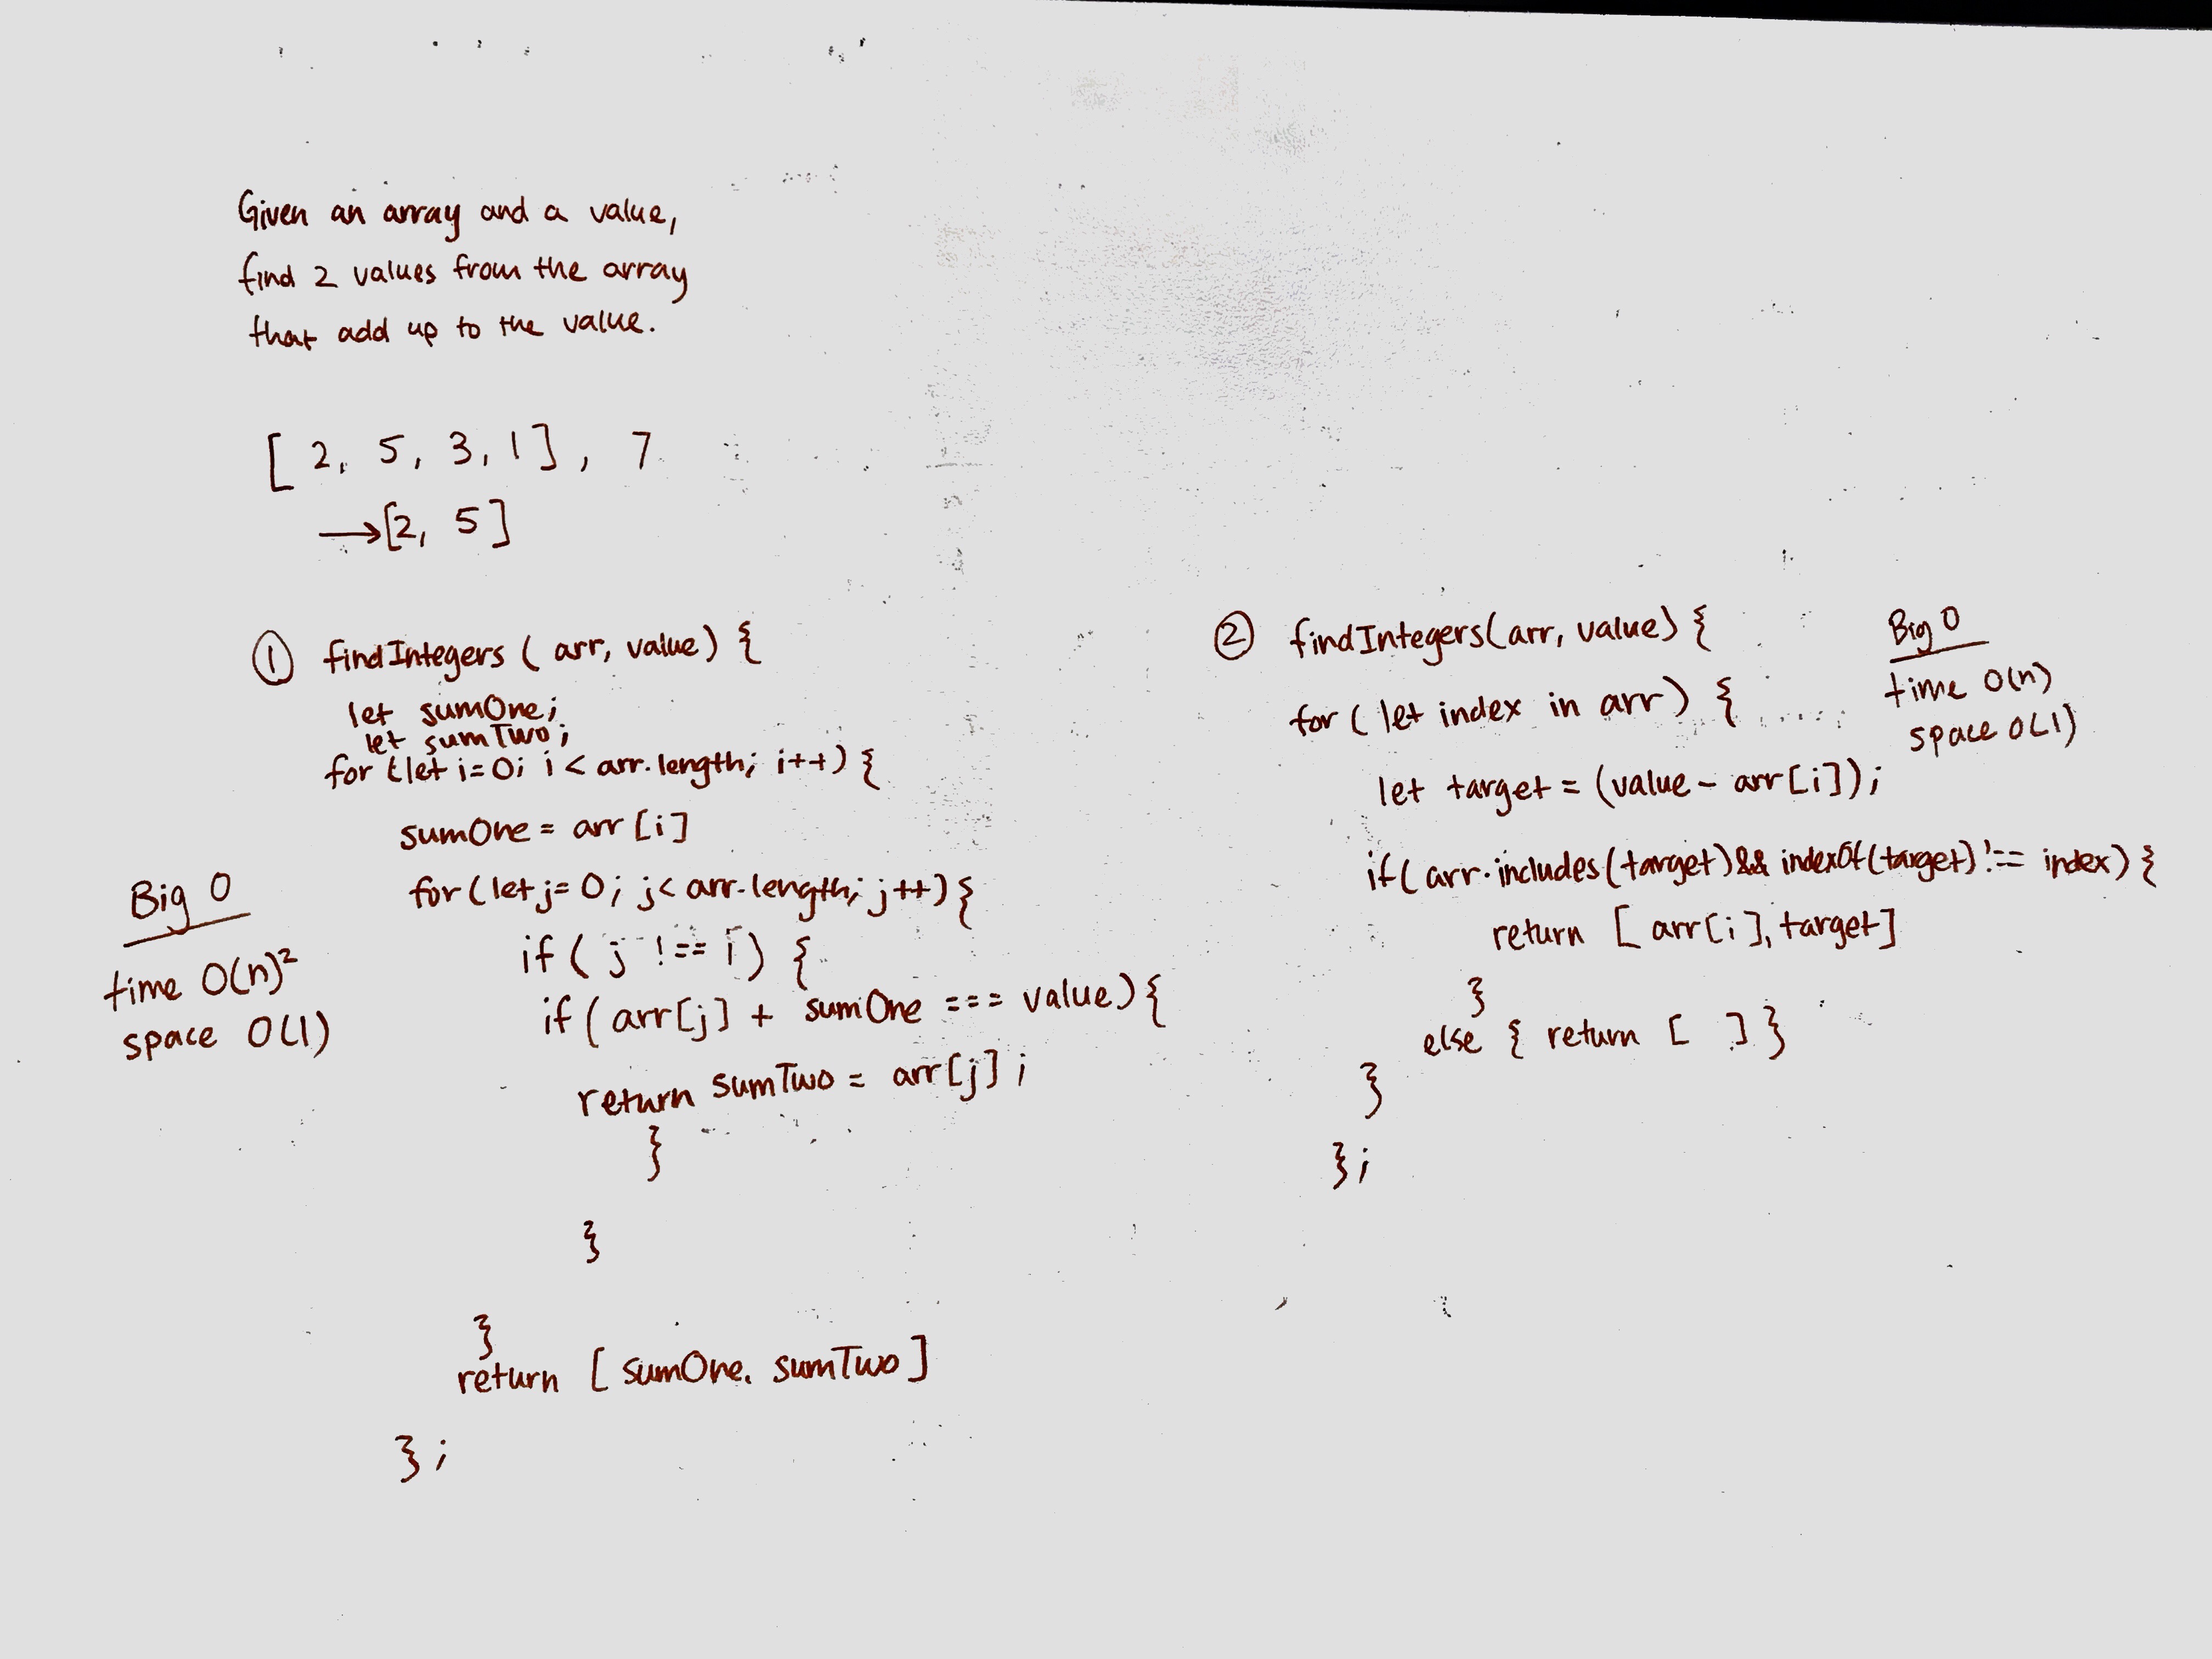 Given an array and a value,
find 2 values from the array
that add up to the value.
[ 2, 5, 3, 1 ] , 7
→[2, 5]
① findIntegers ( arr, value) {
let sumOne;
let sumTwo;
for (let i=0; i < arr.length; i++) {
sumOne = arr [i]
for (let j=0; j< arr.length; j++) {
if ( j !== i ) {
if ( arr[j] + sumOne === value) {
return sumTwo = arr[j] ;
}
}
}
return [ sumOne, sumTwo ]
} ;
Big O
time O(n)²
space O(1)
② findIntegers(arr, value) {
for ( let index in arr ) {
let target = (value - arr [i]);
if( arr.includes(target) && indexOf(target) !== index) {
return [ arr[i], target]
}
else { return [ ] }
}
} ;
Big O
time O(n)
space O(1)